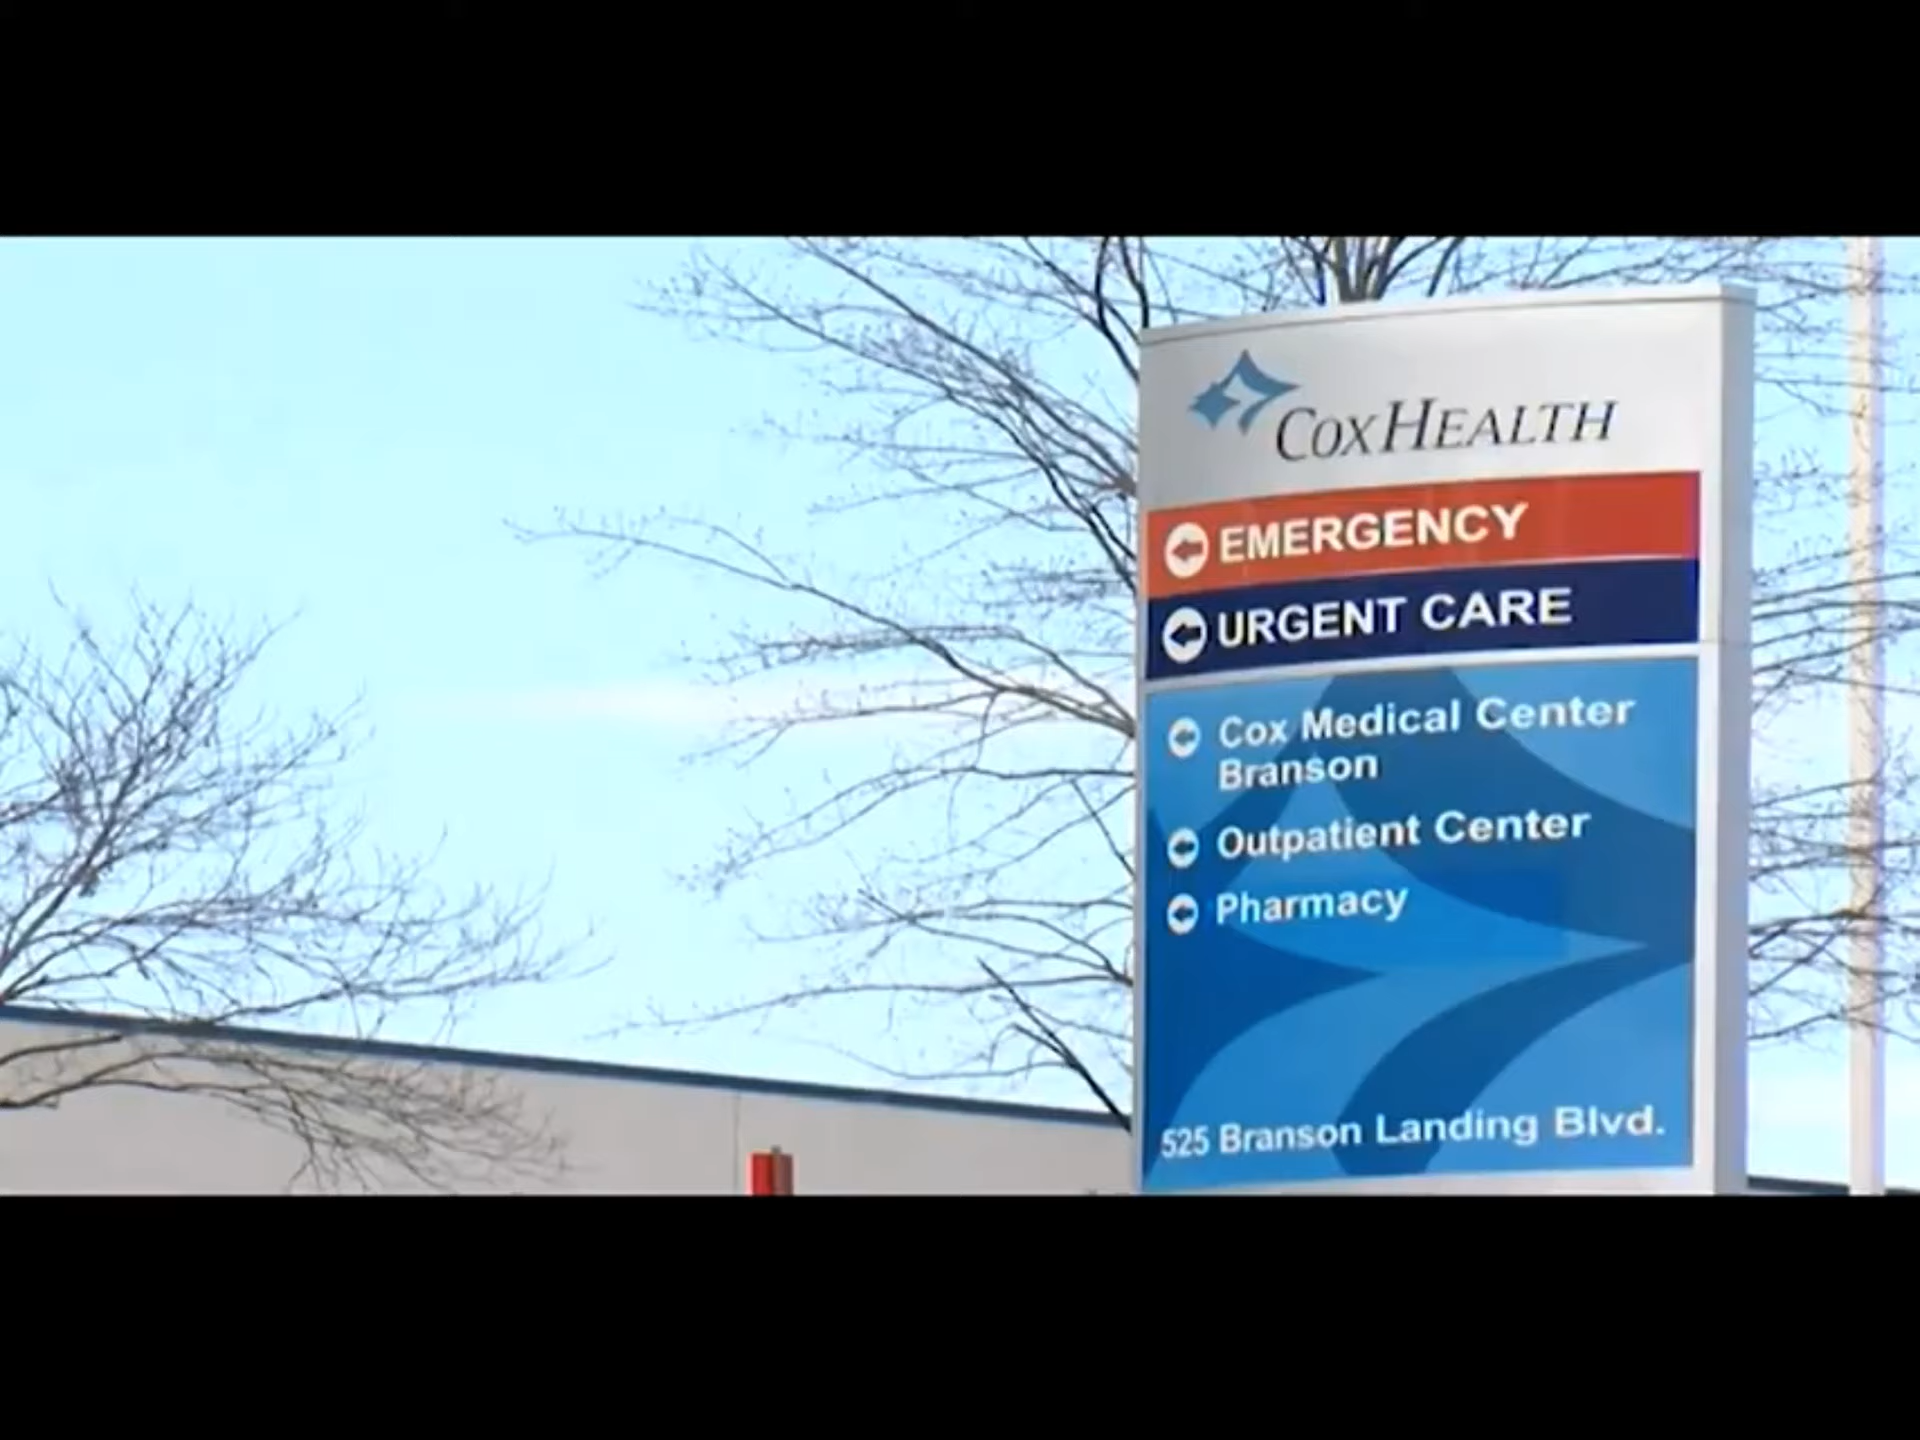 COXHEALTH
EMERGENCY
URGENT CARE
Cox Medical Center
Branson
Outpatient Center
Pharmacy
525 Branson Landing Blvd.